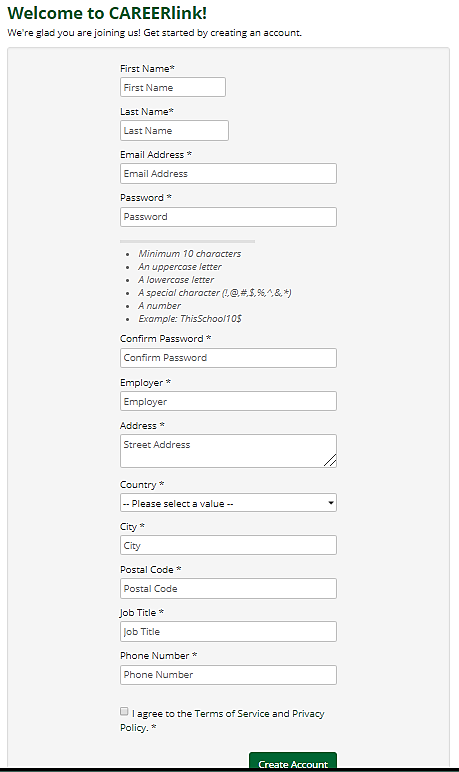 Welcome to CAREERlink!
We're glad you are joining us! Get started by creating an account.
First Name*
First Name
Last Name*
Last Name
Email Address *
Email Address
Password *
Password
• Minimum 10 characters
• An uppercase letter
• A lowercase letter
• A special character (!,@,#,$,%,^,&,*)
• A number
• Example: ThisSchool10$
Confirm Password *
Confirm Password
Employer *
Employer
Address *
Street Address
Country *
-- Please select a value --
City *
City
Postal Code *
Postal Code
Job Title *
Job Title
Phone Number *
Phone Number
I agree to the Terms of Service and Privacy
Policy. *
Create Account